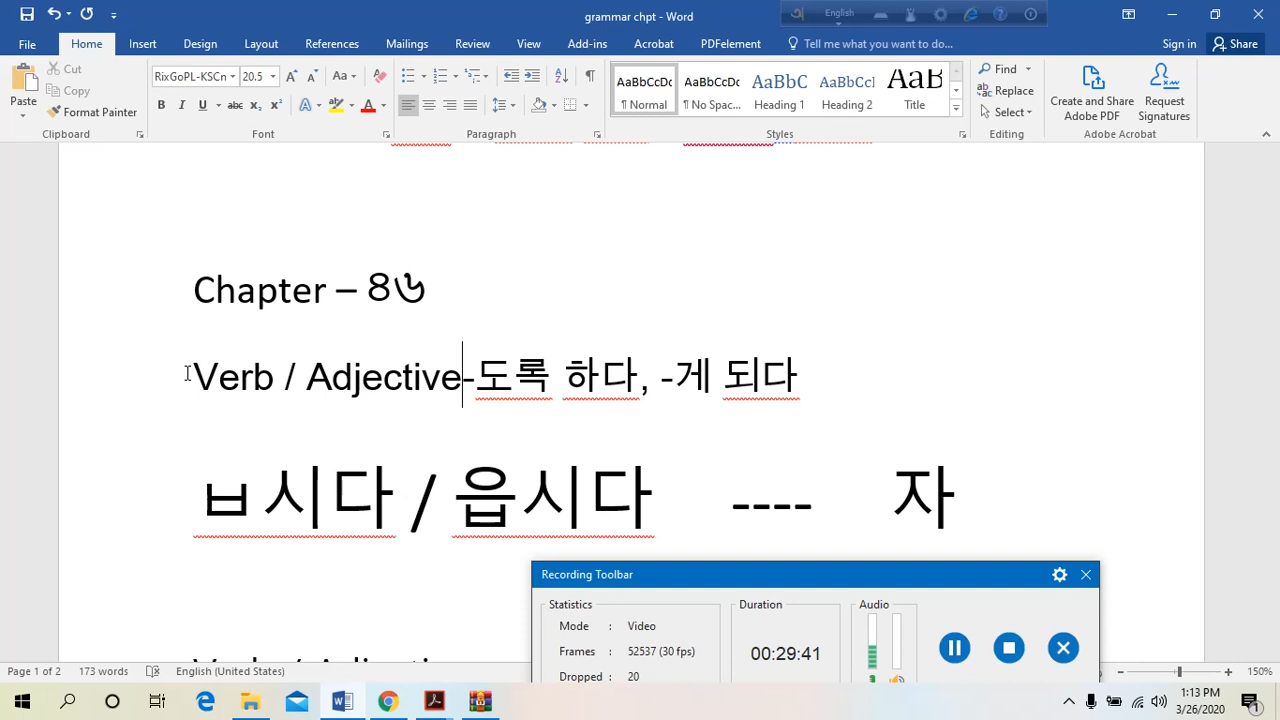 grammar chpt - Word
File Home Insert Design Layout References Mailings Review View Add-ins Acrobat PDFelement Tell me what you want to do... Sign in Share
Paste Cut Copy Format Painter
RixGoPL-KSCn 20.5
B I U abc x₂ x²
AaBbCcDc AaBbCcDc AaBbC AaBbCcI AaB
¶ Normal ¶ No Spac... Heading 1 Heading 2 Title
Find Replace Select
Create and Share Adobe PDF Request Signatures
Clipboard Font Paragraph Styles Editing Adobe Acrobat
Chapter – ৪৬
Verb / Adjective-도록 하다, -게 되다
ㅂ시다 / 읍시다 ---- 자
Recording Toolbar
Statistics Duration Audio
Mode : Video
Frames : 52537 (30 fps)
Dropped : 20
00:29:41
Page 1 of 2 173 words English (United States) 150%
1:13 PM
3/26/2020